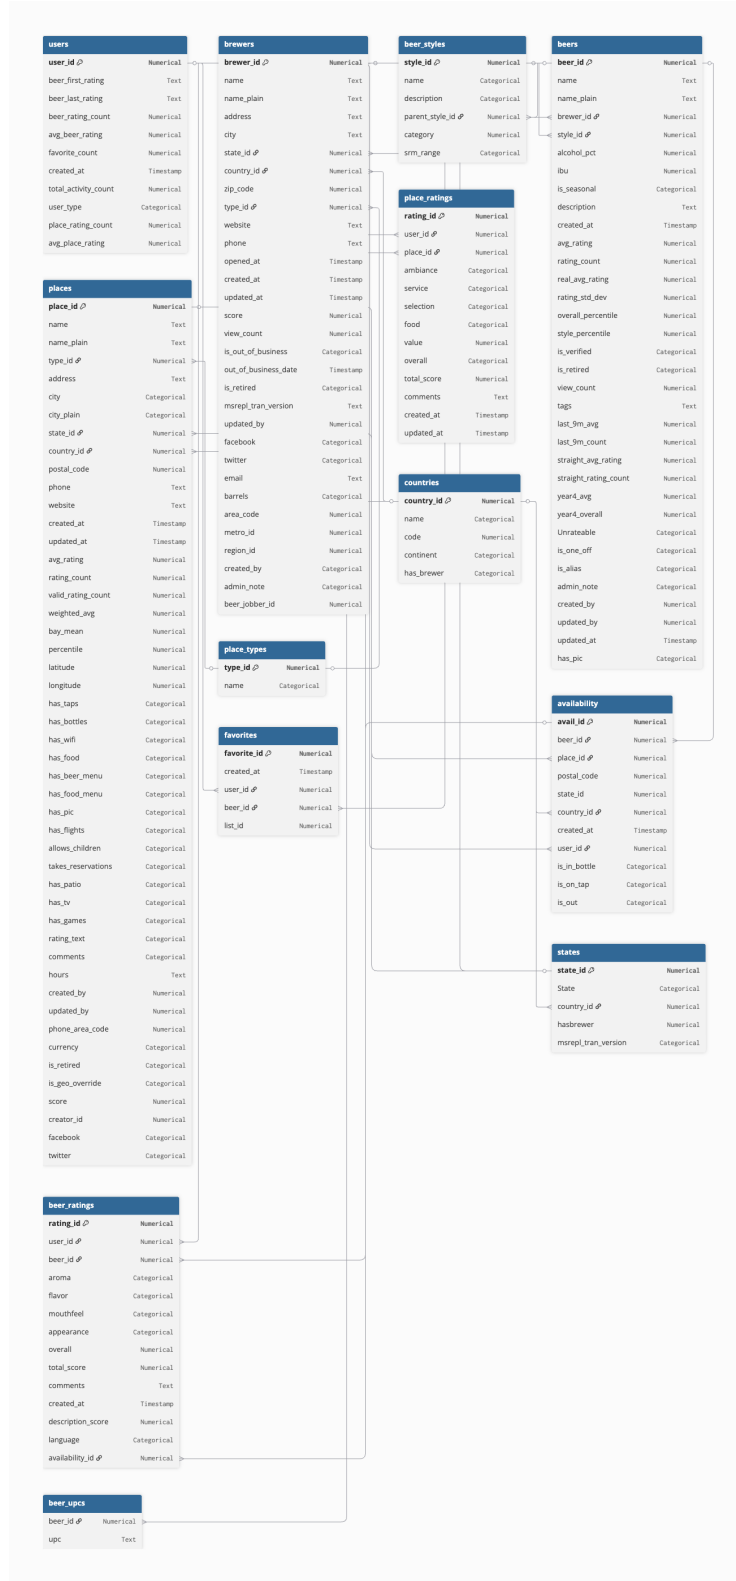 users
user_id Numerical
beer_first_rating Text
beer_last_rating Text
beer_rating_count Numerical
avg_beer_rating Numerical
favorite_count Numerical
created_at Timestamp
total_activity_count Numerical
user_type Categorical
place_rating_count Numerical
avg_place_rating Numerical
places
place_id Numerical
name Text
name_plain Text
type_id Numerical
address Text
city Categorical
city_plain Categorical
state_id Numerical
country_id Numerical
postal_code Numerical
phone Text
website Text
created_at Timestamp
updated_at Timestamp
avg_rating Numerical
rating_count Numerical
valid_rating_count Numerical
weighted_avg Numerical
bay_mean Numerical
percentile Numerical
latitude Numerical
longitude Numerical
has_taps Categorical
has_bottles Categorical
has_wifi Categorical
has_food Categorical
has_beer_menu Categorical
has_food_menu Categorical
has_pic Categorical
has_flights Categorical
allows_children Categorical
takes_reservations Categorical
has_patio Categorical
has_tv Categorical
has_games Categorical
rating_text Categorical
comments Categorical
hours Text
created_by Numerical
updated_by Numerical
phone_area_code Numerical
currency Categorical
is_retired Categorical
is_geo_override Categorical
score Numerical
creator_id Numerical
facebook Categorical
twitter Categorical
beer_ratings
rating_id Numerical
user_id Numerical
beer_id Numerical
aroma Categorical
flavor Categorical
mouthfeel Categorical
appearance Categorical
overall Numerical
total_score Numerical
comments Text
created_at Timestamp
description_score Numerical
language Categorical
availability_id Numerical
beer_upcs
beer_id Numerical
upc Text
brewers
brewer_id Numerical
name Text
name_plain Text
address Text
city Text
state_id Numerical
country_id Numerical
zip_code Numerical
type_id Numerical
website Text
phone Text
opened_at Timestamp
created_at Timestamp
updated_at Timestamp
score Numerical
view_count Numerical
is_out_of_business Categorical
out_of_business_date Timestamp
is_retired Categorical
msrepl_tran_version Text
updated_by Numerical
facebook Categorical
twitter Categorical
email Text
barrels Categorical
area_code Numerical
metro_id Numerical
region_id Numerical
created_by Categorical
admin_note Categorical
beer_jobber_id Numerical
place_types
type_id Numerical
name Categorical
favorites
favorite_id Numerical
created_at Timestamp
user_id Numerical
beer_id Numerical
list_id Numerical
beer_styles
style_id Numerical
name Categorical
description Categorical
parent_style_id Numerical
category Numerical
srm_range Categorical
place_ratings
rating_id Numerical
user_id Numerical
place_id Numerical
ambiance Categorical
service Categorical
selection Categorical
food Categorical
value Numerical
overall Categorical
total_score Numerical
comments Text
created_at Timestamp
updated_at Timestamp
countries
country_id Numerical
name Categorical
code Numerical
continent Categorical
has_brewer Categorical
beers
beer_id Numerical
name Text
name_plain Text
brewer_id Numerical
style_id Numerical
alcohol_pct Numerical
ibu Numerical
is_seasonal Categorical
description Text
created_at Timestamp
avg_rating Numerical
rating_count Numerical
real_avg_rating Numerical
rating_std_dev Numerical
overall_percentile Numerical
style_percentile Numerical
is_verified Categorical
is_retired Categorical
view_count Numerical
tags Text
last_9m_avg Numerical
last_9m_count Numerical
straight_avg_rating Numerical
straight_rating_count Numerical
year4_avg Numerical
year4_overall Numerical
Unrateable Categorical
is_one_off Categorical
is_alias Categorical
admin_note Categorical
created_by Numerical
updated_by Numerical
updated_at Timestamp
has_pic Categorical
availability
avail_id Numerical
beer_id Numerical
place_id Numerical
postal_code Numerical
state_id Numerical
country_id Numerical
created_at Timestamp
user_id Numerical
is_in_bottle Categorical
is_on_tap Categorical
is_out Categorical
states
state_id Numerical
State Categorical
country_id Numerical
hasbrewer Numerical
msrepl_tran_version Categorical